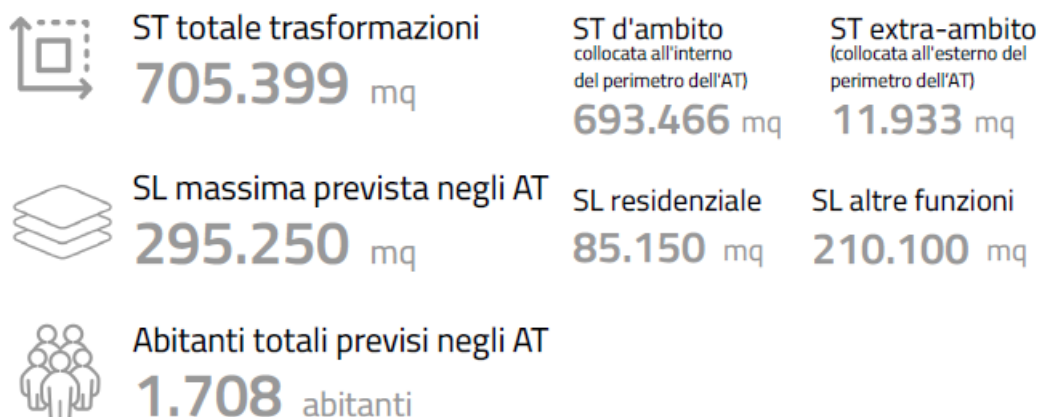 ST totale trasformazioni
705.399 mq
ST d'ambito
collocata all'interno
del perimetro dell'AT)
693.466 mq
ST extra-ambito
(collocata all'esterno del
perimetro dell'AT)
11.933 mq
SL massima prevista negli AT
295.250 mq
SL residenziale
85.150 mq
SL altre funzioni
210.100 mq
Abitanti totali previsi negli AT
1.708 abitanti